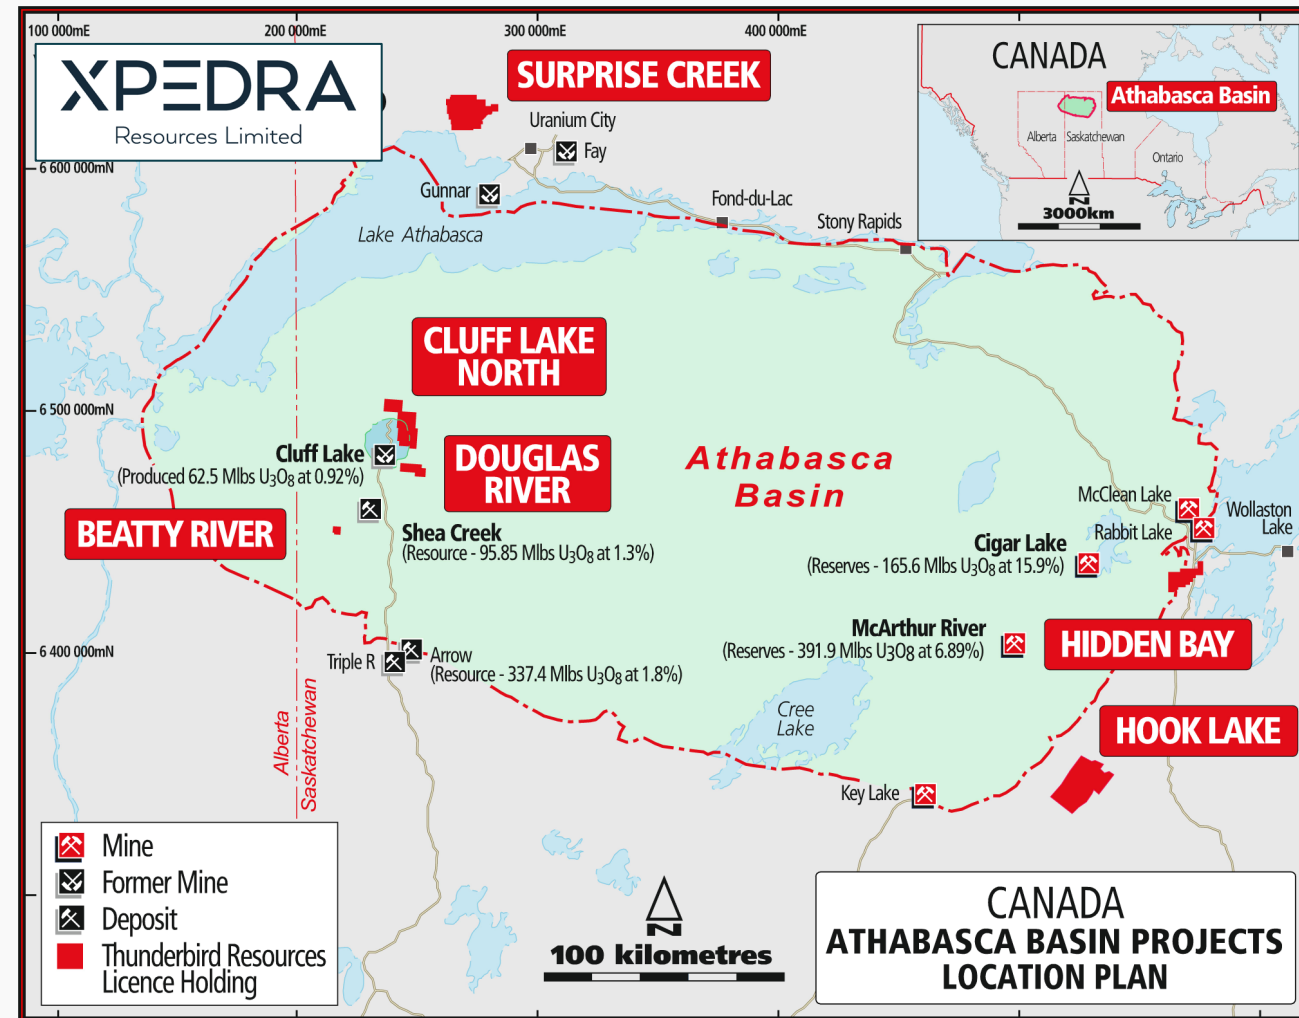 100 000mE
200 000mE
300 000mE
400 000mE
XPEDRA
Resources Limited
SURPRISE CREEK
CANADA
Athabasca Basin
Alberta
Saskatchewan
Ontario
N
3000km
Uranium City
Fay
6 600 000mN
Gunnar
Fond-du-Lac
Stony Rapids
Lake Athabasca
CLUFF LAKE
NORTH
6 500 000mN
Cluff Lake
(Produced 62.5 Mlbs U3O8 at 0.92%)
DOUGLAS
RIVER
Athabasca
Basin
BEATTY RIVER
Shea Creek
(Resource - 95.85 Mlbs U3O8 at 1.3%)
McClean Lake
Rabbit Lake
Wollaston
Lake
Cigar Lake
(Reserves - 165.6 Mlbs U3O8 at 15.9%)
McArthur River
(Reserves - 391.9 Mlbs U3O8 at 6.89%)
HIDDEN BAY
6 400 000mN
Triple R
Arrow
(Resource - 337.4 Mlbs U3O8 at 1.8%)
Alberta
Saskatchewan
Cree
Lake
HOOK LAKE
Key Lake
Mine
Former Mine
Deposit
Thunderbird Resources
Licence Holding
N
100 kilometres
CANADA
ATHABASCA BASIN PROJECTS
LOCATION PLAN